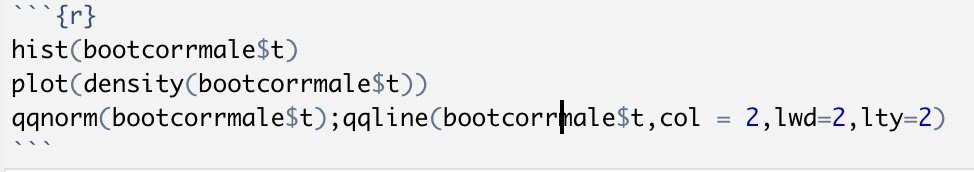 ```{r}
hist(bootcorrmale$t)
plot(density(bootcorrmale$t))
qqnorm(bootcorrmale$t);qqline(bootcorrmale$t,col = 2,lwd=2,lty=2)
```